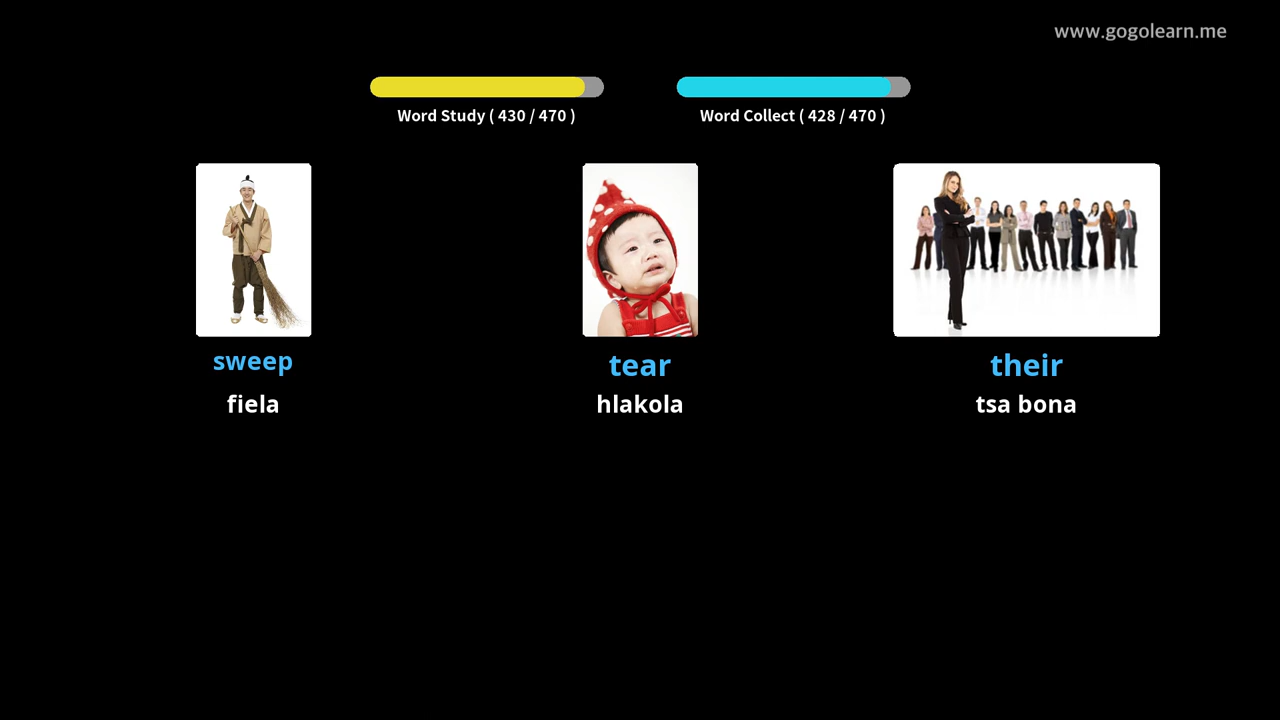 www.gogolearn.me
Word Study ( 430 / 470 )
Word Collect ( 428 / 470 )
sweep
fiela
tear
hlakola
their
tsa bona